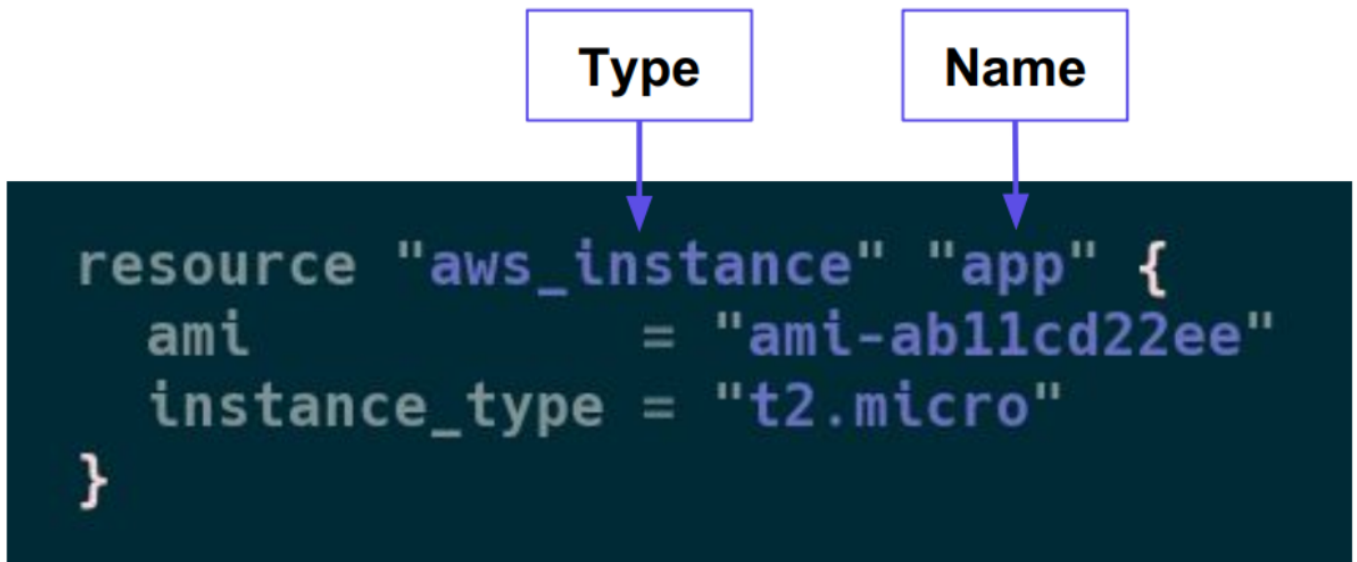 Type Name
resource "aws_instance" "app" {
  ami             = "ami-ab11cd22ee"
  instance_type = "t2.micro"
}